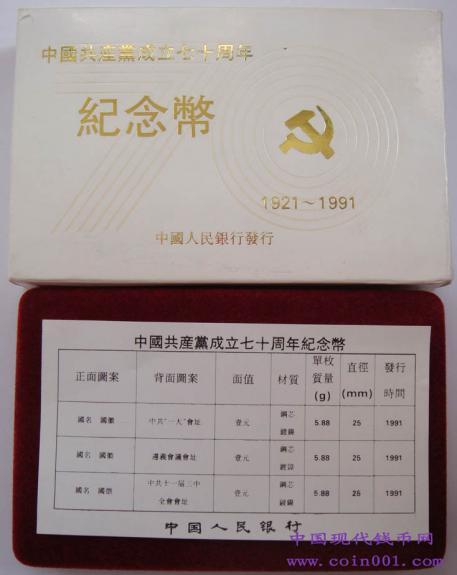 中國共産黨成立七十周年
紀念幣
70
1921～1991
中國人民銀行發行
中國共産黨成立七十周年紀念幣
正面圖案 背面圖案 面值 材質 單枚質量(g) 直徑(mm) 發行時間
國名 國徽 中共“一大”會址 壹元 鋼芯鍍鎳 5.88 25 1991
國名 國徽 遵義會議會址 壹元 鋼芯鍍鎳 5.88 25 1991
國名 國徽 中共十一届三中全會會址 壹元 鋼芯鍍鎳 5.88 25 1991
中国人民銀行
中国现代钱币网
www.coin001.com